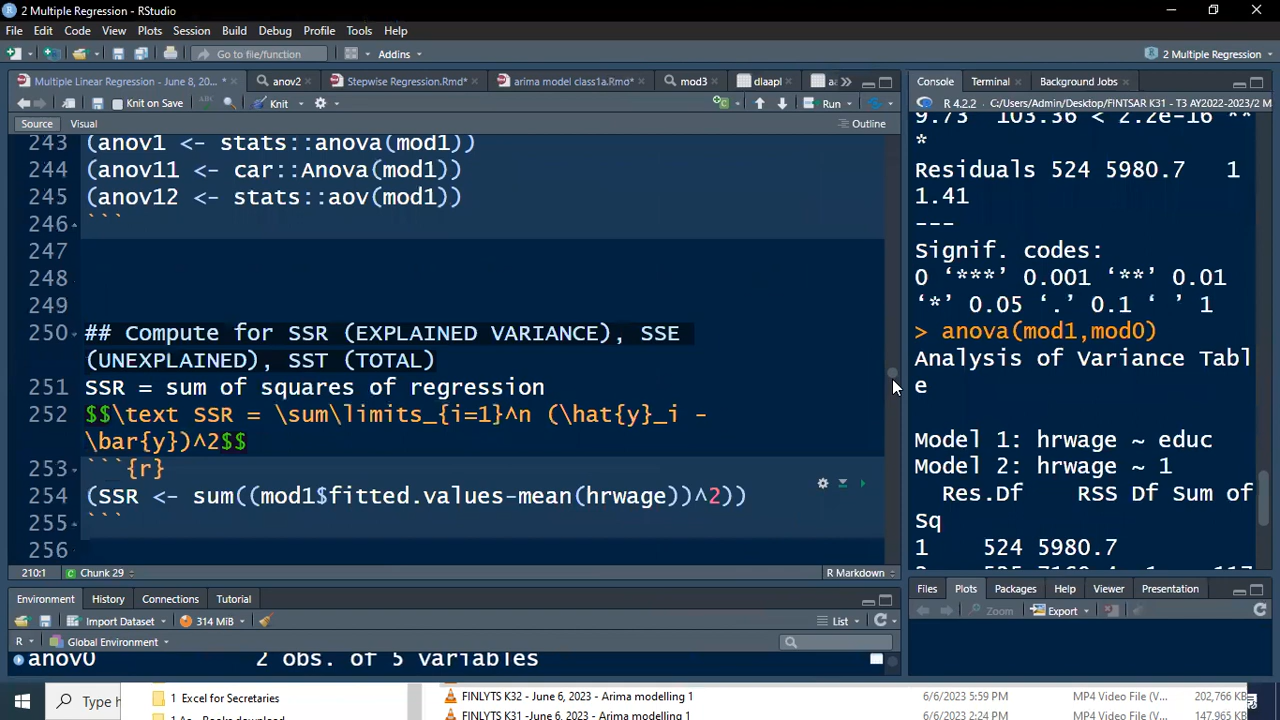 2 Multiple Regression - RStudio
File Edit Code View Plots Session Build Debug Profile Tools Help
Go to file/function Addins 2 Multiple Regression
Multiple Linear Regression - June 8, 20... anov2 Stepwise Regression.Rmd* arima model class1a.Rmd* mod3 dlaapl
Knit on Save Knit Run
Source Visual Outline
243 (anov1 <- stats::anova(mod1))
244 (anov11 <- car::Anova(mod1))
245 (anov12 <- stats::aov(mod1))
246 ```
247
248
249
250 ## Compute for SSR (EXPLAINED VARIANCE), SSE
(UNEXPLAINED), SST (TOTAL)
251 SSR = sum of squares of regression
252 $$\text SSR = \sum\limits_{i=1}^n (\hat{y}_i -
\bar{y})^2$$
253 ```{r}
254 (SSR <- sum((mod1$fitted.values-mean(hrwage))^2))
255 ```
256
210:1 Chunk 29 R Markdown
Environment History Connections Tutorial
Import Dataset 314 MiB List
R Global Environment
anov0 2 obs. of 5 variables
Console Terminal Background Jobs
R 4.2.2 · C:/Users/Admin/Desktop/FINTSAR K31 - T3 AY2022-2023/2 M
9.73 103.36 < 2.2e-16 **
*
Residuals 524 5980.7 1
1.41
---
Signif. codes:
0 ‘***’ 0.001 ‘**’ 0.01
‘*’ 0.05 ‘.’ 0.1 ‘ ’ 1
> anova(mod1,mod0)
Analysis of Variance Tabl
e
Model 1: hrwage ~ educ
Model 2: hrwage ~ 1
Res.Df RSS Df Sum of
Sq
1 524 5980.7
Files Plots Packages Help Viewer Presentation
Zoom Export
Type h
1 Excel for Secretaries
FINLYTS K32 - June 6, 2023 - Arima modelling 1 6/6/2023 5:59 PM MP4 Video File (V... 202,766 KB
FINLYTS K31 -June 6, 2023 - Arima modelling 1 6/6/2023 2:24 PM MP4 Video File (V... 147,965 KB